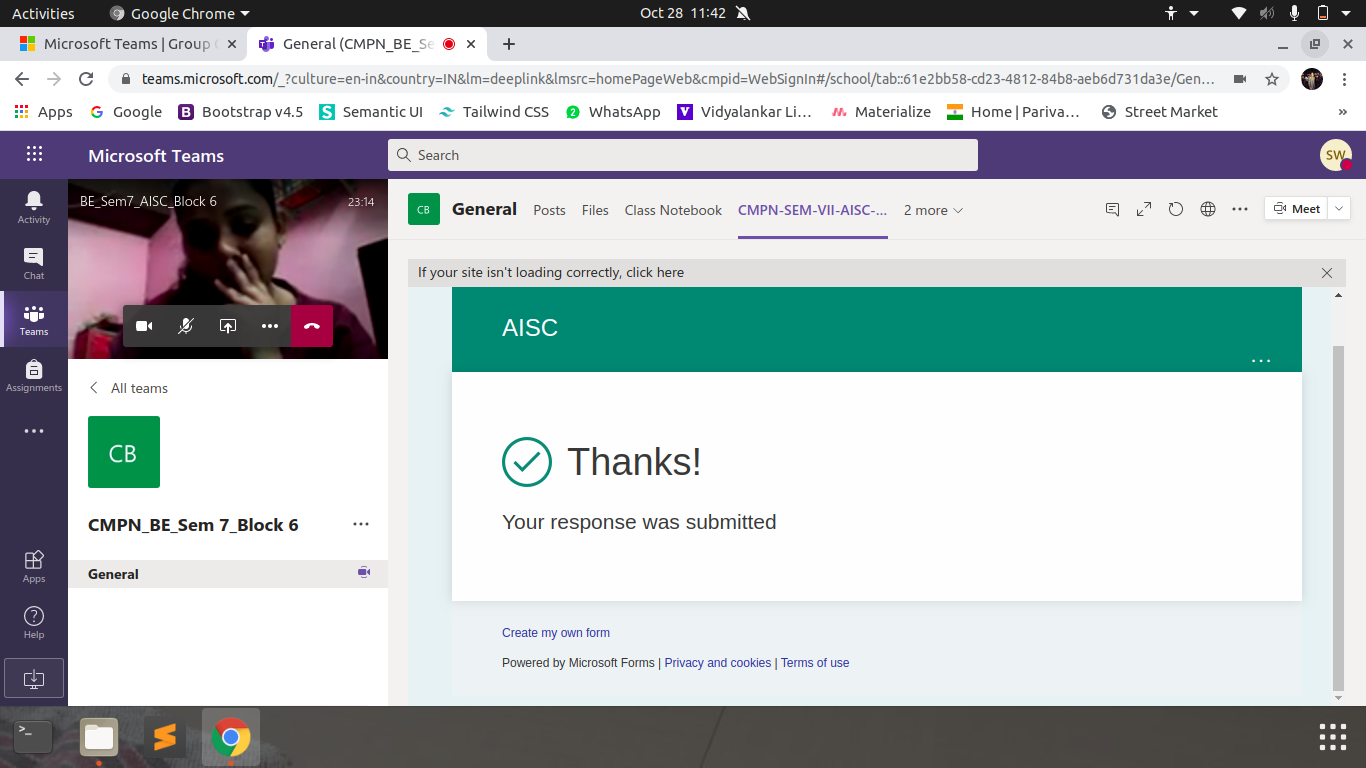 Activities Google Chrome Oct 28 11:42
Microsoft Teams | Group General (CMPN_BE_Se
teams.microsoft.com/_?culture=en-in&country=IN&lm=deeplink&lmsrc=homePageWeb&cmpid=WebSignIn#/school/tab::61e2bb58-cd23-4812-84b8-aeb6d731da3e/Gen...
Apps Google Bootstrap v4.5 Semantic UI Tailwind CSS WhatsApp Vidyalankar Li... Materialize Home | Pariva... Street Market »
Microsoft Teams Search SW
BE_Sem7_AISC_Block 6 23:14
CB General Posts Files Class Notebook CMPN-SEM-VII-AISC-... 2 more Meet
Activity
Chat
Teams
Assignments
If your site isn't loading correctly, click here
AISC
All teams
CB
Thanks!
Your response was submitted
CMPN_BE_Sem 7_Block 6
General
Apps
Help
Create my own form
Powered by Microsoft Forms | Privacy and cookies | Terms of use